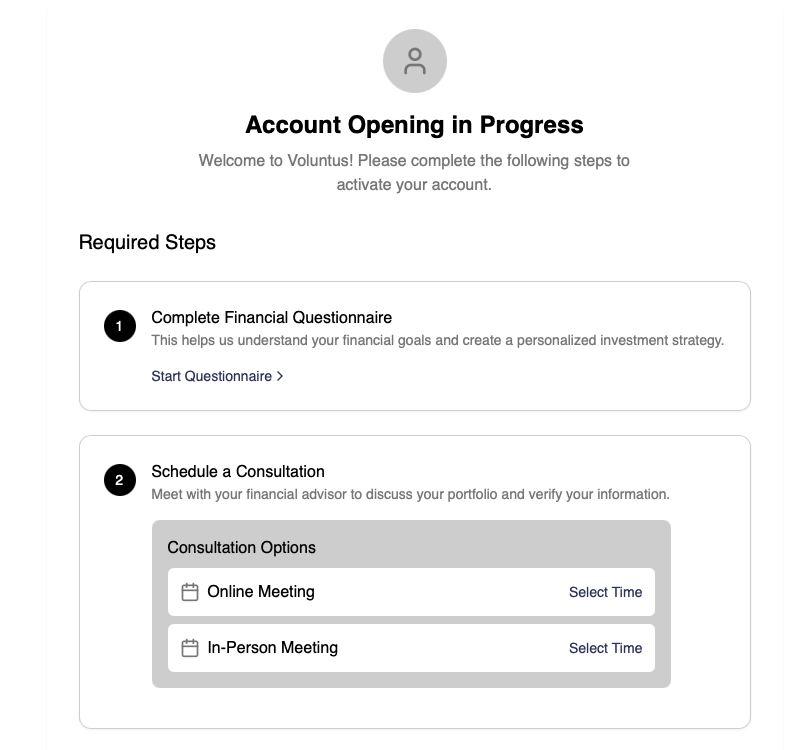 Account Opening in Progress
Welcome to Voluntus! Please complete the following steps to
activate your account.
Required Steps
1
Complete Financial Questionnaire
This helps us understand your financial goals and create a personalized investment strategy.
Start Questionnaire >
2
Schedule a Consultation
Meet with your financial advisor to discuss your portfolio and verify your information.
Consultation Options
Online Meeting Select Time
In-Person Meeting Select Time